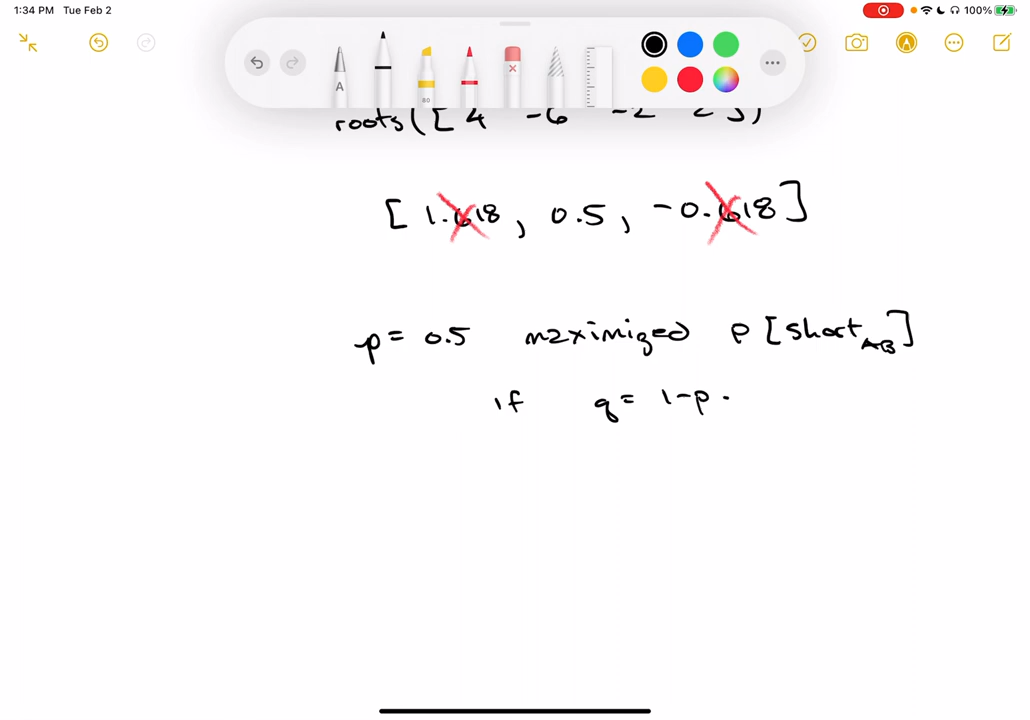 1:34 PM Tue Feb 2
100%
A
80
roots([4 -6 -2 2])
[1.618, 0.5, -0.618]
p = 0.5 maximized P[short_AB]
if q = 1-p.